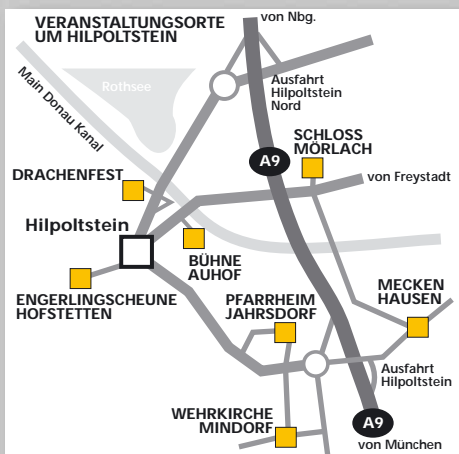 VERANSTALTUNGSORTE
UM HILPOLTSTEIN
von Nbg.
Rothsee
Main Donau Kanal
Ausfahrt
Hilpoltstein
Nord
SCHLOSS
MÖRLACH
A9
DRACHENFEST
von Freystadt
Hilpoltstein
BÜHNE
AUHOF
ENGERLINGSCHEUNE
HOFSTETTEN
PFARRHEIM
JAHRSDORF
MECKEN
HAUSEN
Ausfahrt
Hilpoltstein
WEHRKIRCHE
MINDORF
A9
von München